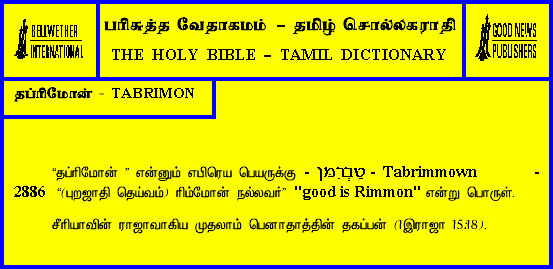 BELLWETHER
INTERNATIONAL
பரிசுத்த வேதாகமம் – தமிழ் சொல்லகராதி
THE HOLY BIBLE – TAMIL DICTIONARY
GOOD NEWS
PUBLISHERS
தப்ரிமோன் - TABRIMON
“தப்ரிமோன் ” என்னும் எபிரெய பெயருக்கு - טַבְרִמֹּן - Tabrimmown -
2886 “(புறஜாதி தெய்வம்) ரிம்மோன் நல்லவர்” "good is Rimmon" என்று பொருள்.
சீரியாவின் ராஜாவாகிய முதலாம் பெனாதாத்தின் தகப்பன் (1இராஜா 15:18).